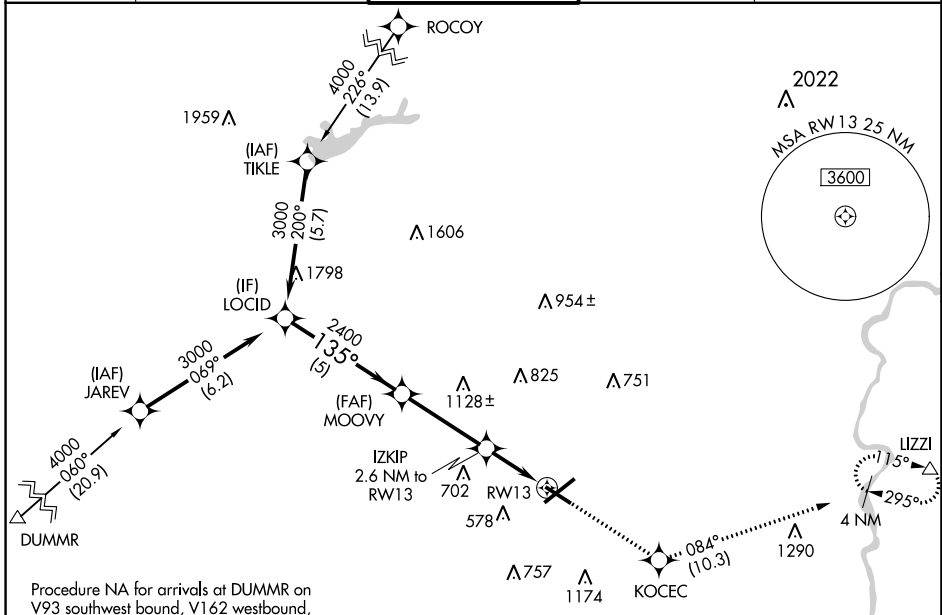 ROCOY
4000
226°
(13.9)
2022
1959
MSA RW13 25 NM
3600
(IAF)
TIKLE
3000
200°
(5.7)
1606
1798
(IF)
LOCID
954 ±
2400
135°
(5)
3000
069°
(6.2)
(IAF)
JAREV
825
751
1128 ±
(FAF)
MOOVY
4000
060°
(20.9)
IZKIP
2.6 NM to
RW13
702
RW13
578
LIZZI
115°
295°
4 NM
DUMMR
084°
(10.3)
1290
KOCEC
757
1174
Procedure NA for arrivals at DUMMR on
V93 southwest bound, V162 westbound,